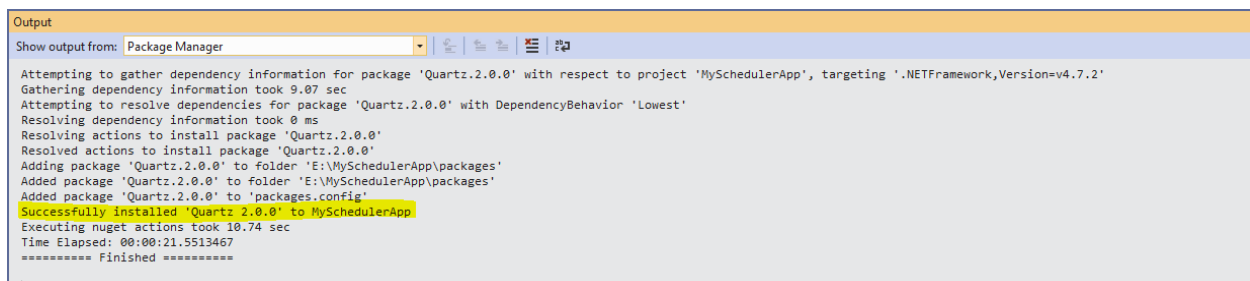 Output
Show output from: Package Manager
Attempting to gather dependency information for package 'Quartz.2.0.0' with respect to project 'MySchedulerApp', targeting '.NETFramework,Version=v4.7.2'
Gathering dependency information took 9.07 sec
Attempting to resolve dependencies for package 'Quartz.2.0.0' with DependencyBehavior 'Lowest'
Resolving dependency information took 0 ms
Resolving actions to install package 'Quartz.2.0.0'
Resolved actions to install package 'Quartz.2.0.0'
Adding package 'Quartz.2.0.0' to folder 'E:\MySchedulerApp\packages'
Added package 'Quartz.2.0.0' to folder 'E:\MySchedulerApp\packages'
Added package 'Quartz.2.0.0' to 'packages.config'
Successfully installed 'Quartz 2.0.0' to MySchedulerApp
Executing nuget actions took 10.74 sec
Time Elapsed: 00:00:21.5513467
========== Finished ==========